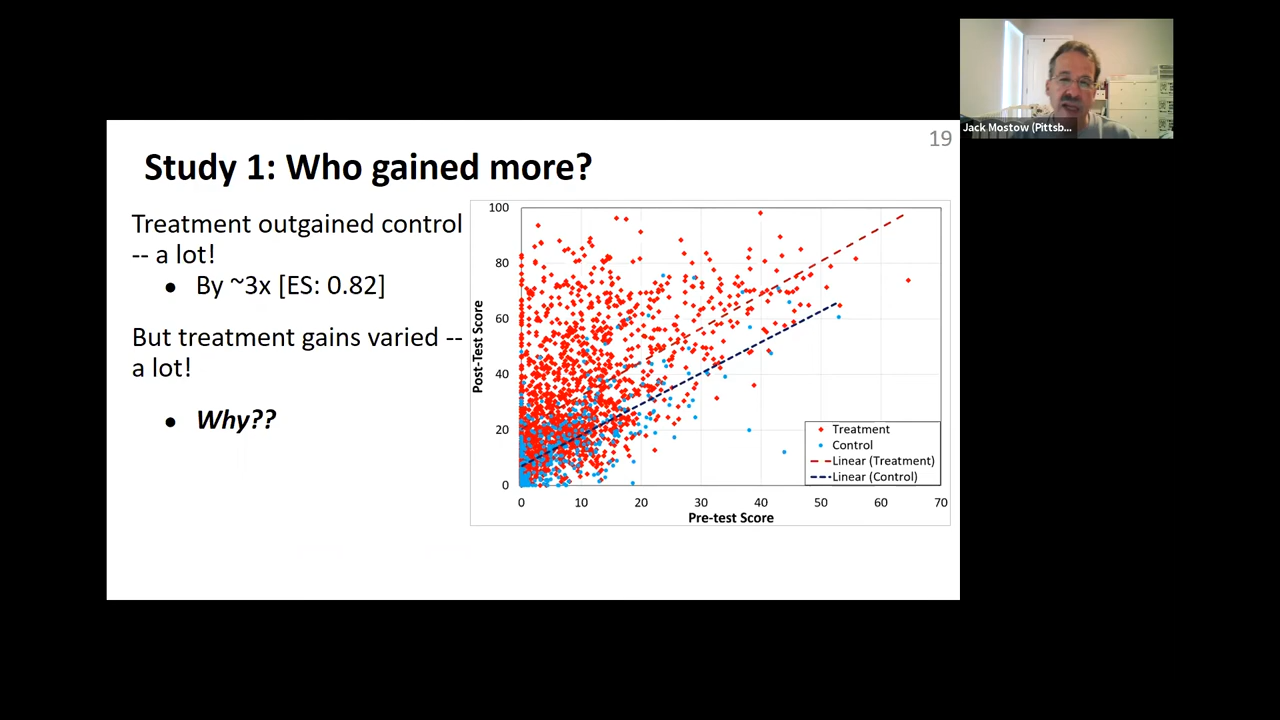 Jack Mostow (Pittsb...
19
Study 1: Who gained more?
Treatment outgained control
-- a lot!
• By ~3x [ES: 0.82]
But treatment gains varied --
a lot!
• Why??
100
80
60
40
20
0
Post-Test Score
0 10 20 30 40 50 60 70
Pre-test Score
Treatment
Control
Linear (Treatment)
Linear (Control)